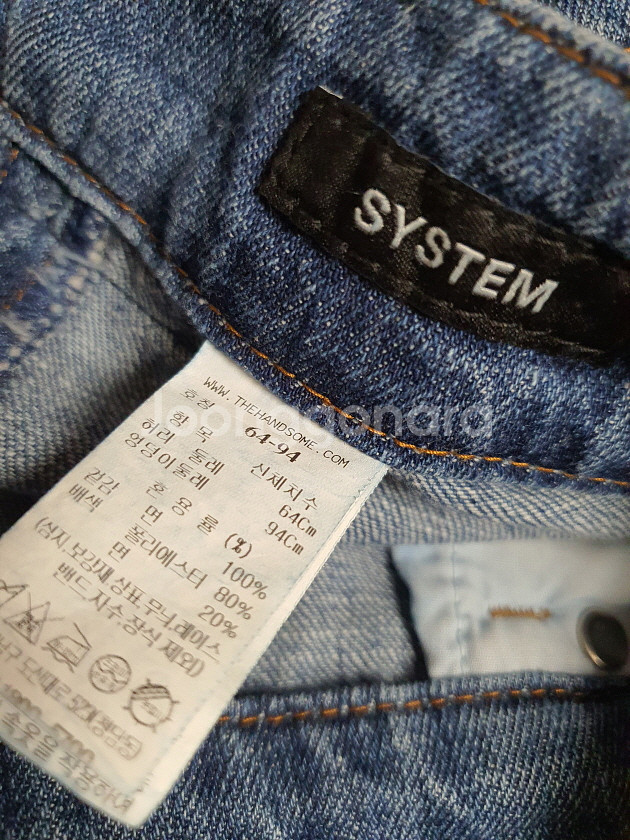 SYSTEM
WWW.THEHANDSOME.COM
호칭 64-94
항 목 신체치수
허리 둘레 64Cm
엉덩이둘레 94Cm
혼 용 률 (%)
겉감 면 100%
배색 면 80%
폴리에스터 20%
(심지.보강재.상표.무늬.레이스
밴드.지수.장식 제외)